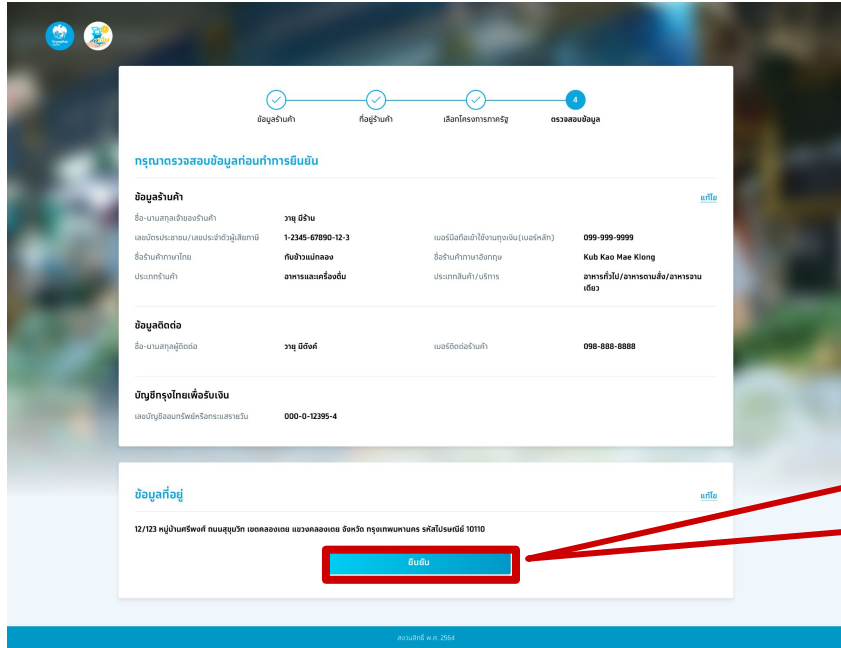 4
ข้อมูลร้านค้า ที่อยู่ร้านค้า เลือกโครงการภาครัฐ ตรวจสอบข้อมูล
กรุณาตรวจสอบข้อมูลก่อนทำการยืนยัน
ข้อมูลร้านค้า แก้ไข
ชื่อ-นามสกุลเจ้าของร้านค้า วายุ มีร้าน
เลขบัตรประชาชน/เลขประจำตัวผู้เสียภาษี 1-2345-67890-12-3 เบอร์มือถือเข้าใช้งานถุงเงิน(เบอร์หลัก) 099-999-9999
ชื่อร้านค้าภาษาไทย กับข้าวแม่กลอง ชื่อร้านค้าภาษาอังกฤษ Kub Kao Mae Klong
ประเภทร้านค้า อาหารและเครื่องดื่ม ประเภทสินค้า/บริการ อาหารทั่วไป/อาหารตามสั่ง/อาหารจาน
เดียว
ข้อมูลติดต่อ
ชื่อ-นามสกุลผู้ติดต่อ วายุ มีตังค์ เบอร์ติดต่อร้านค้า 098-888-8888
บัญชีกรุงไทยเพื่อรับเงิน
เลขบัญชีออมทรัพย์หรือกระแสรายวัน 000-0-12395-4
ข้อมูลที่อยู่ แก้ไข
12/123 หมู่บ้านศรีพงศ์ ถนนสุขุมวิท เขตคลองเตย แขวงคลองเตย จังหวัด กรุงเทพมหานคร รหัสไปรษณีย์ 10110
ยืนยัน
สงวนสิทธิ์ พ.ศ. 2564